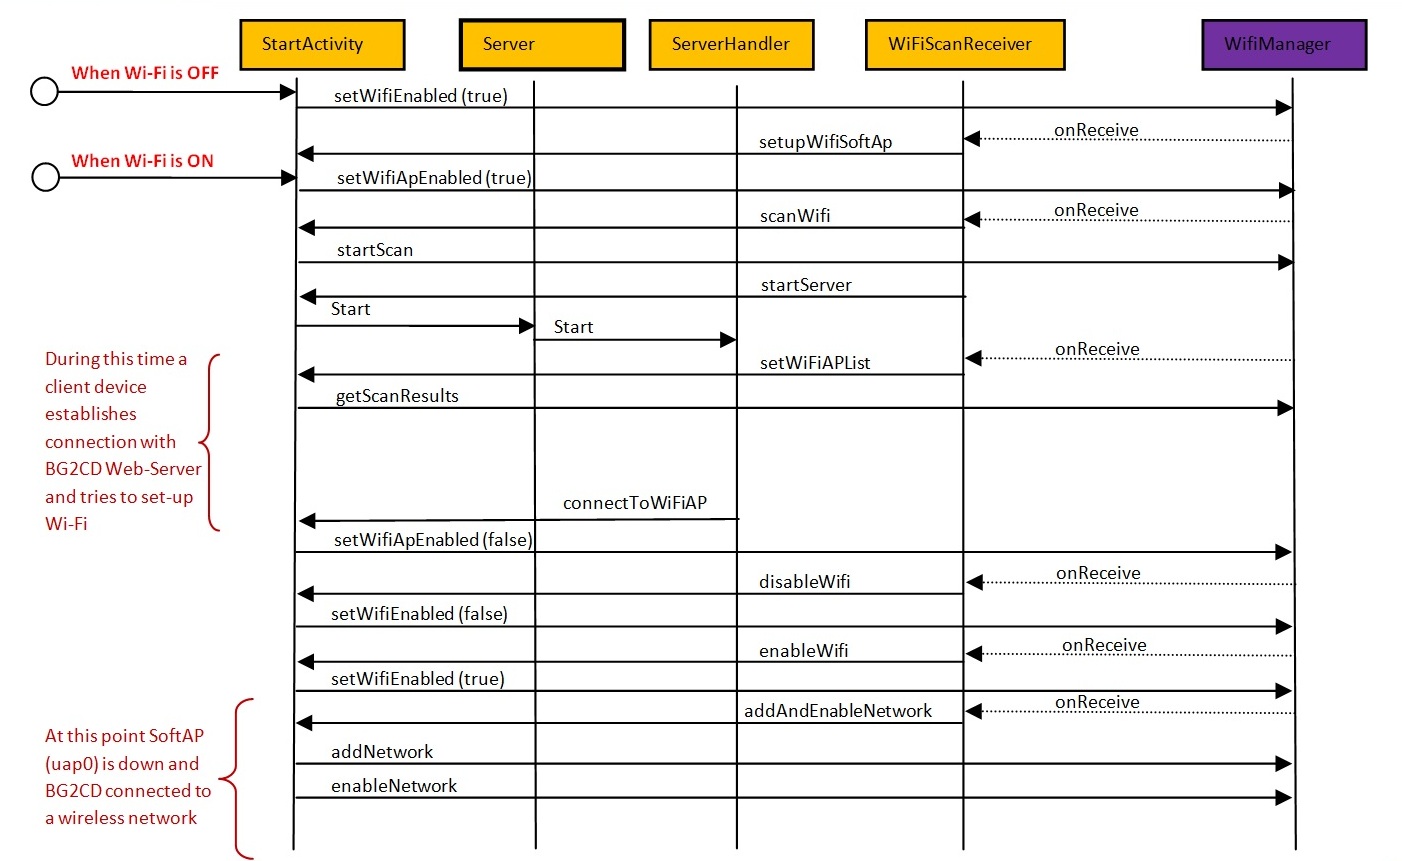 StartActivity
Server
ServerHandler
WiFiScanReceiver
WifiManager
When Wi-Fi is OFF
setWifiEnabled (true)
onReceive
setupWifiSoftAp
When Wi-Fi is ON
setWifiApEnabled (true)
onReceive
scanWifi
startScan
startServer
Start
Start
onReceive
setWiFiAPList
getScanResults
During this time a
client device
establishes
connection with
BG2CD Web-Server
and tries to set-up
Wi-Fi
connectToWiFiAP
setWifiApEnabled (false)
onReceive
disableWifi
setWifiEnabled (false)
onReceive
enableWifi
setWifiEnabled (true)
onReceive
addAndEnableNetwork
At this point SoftAP
(uap0) is down and
BG2CD connected to
a wireless network
addNetwork
enableNetwork